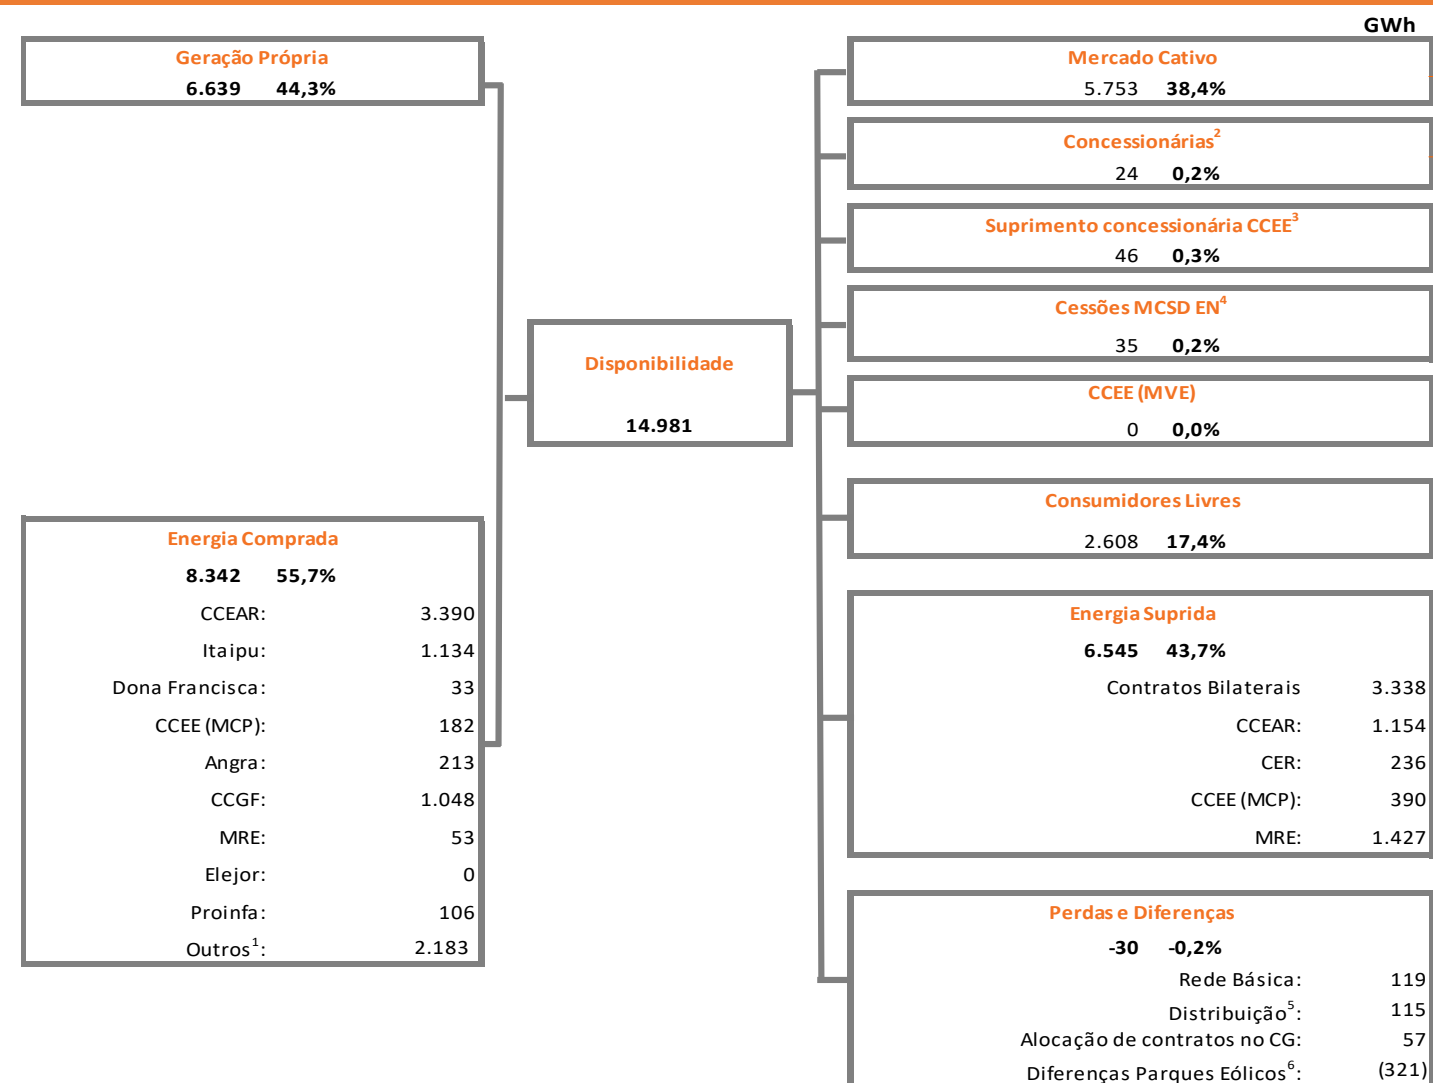 GWh
Geração Própria
6.639 44,3%
Energia Comprada
8.342 55,7%
CCEAR: 3.390
Itaipu: 1.134
Dona Francisca: 33
CCEE (MCP): 182
Angra: 213
CCGF: 1.048
MRE: 53
Elejor: 0
Proinfa: 106
Outros¹: 2.183
Disponibilidade
14.981
Mercado Cativo
5.753 38,4%
Concessionárias²
24 0,2%
Suprimento concessionária CCEE³
46 0,3%
Cessões MCSD EN⁴
35 0,2%
CCEE (MVE)
0 0,0%
Consumidores Livres
2.608 17,4%
Energia Suprida
6.545 43,7%
Contratos Bilaterais 3.338
CCEAR: 1.154
CER: 236
CCEE (MCP): 390
MRE: 1.427
Perdas e Diferenças
-30 -0,2%
Rede Básica: 119
Distribuição⁵: 115
Alocação de contratos no CG: 57
Diferenças Parques Eólicos⁶: (321)